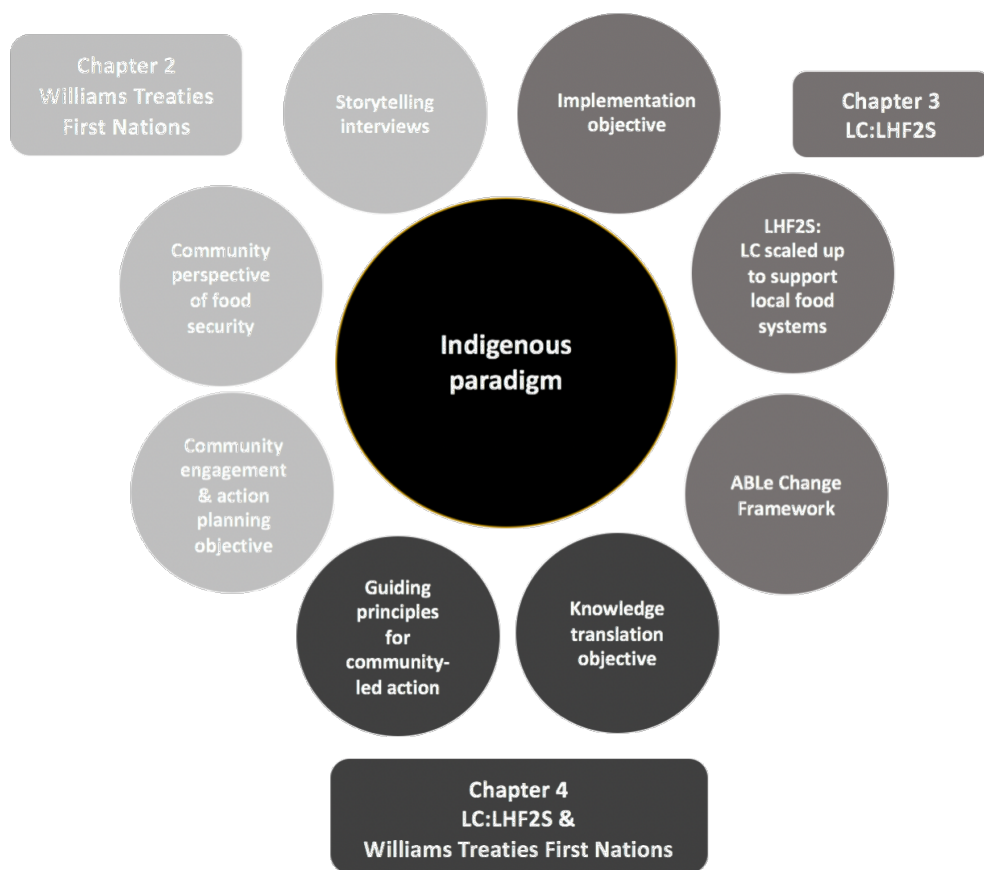 Chapter 2
Williams Treaties
First Nations
Storytelling
interviews
Implementation
objective
Chapter 3
LC:LHF2S
Community
perspective
of food
security
LHF2S:
LC scaled up
to support
local food
systems
Indigenous
paradigm
Community
engagement
& action
planning
objective
ABLe Change
Framework
Guiding
principles
for
community-
led action
Knowledge
translation
objective
Chapter 4
LC:LHF2S &
Williams Treaties First Nations